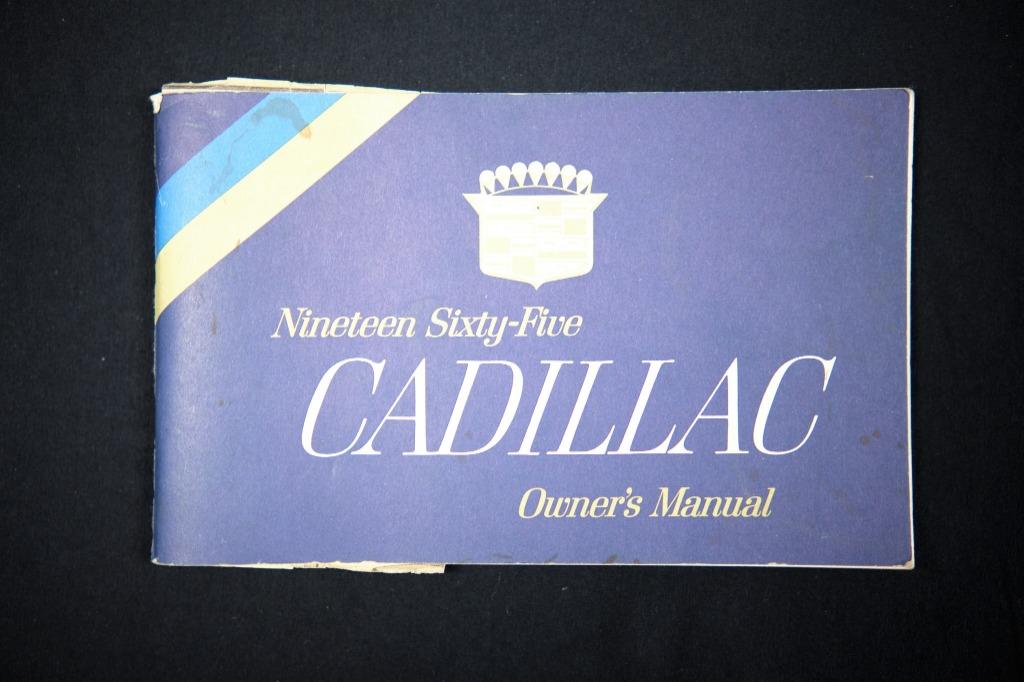 Nineteen Sixty-Five
CADILLAC
Owner's Manual